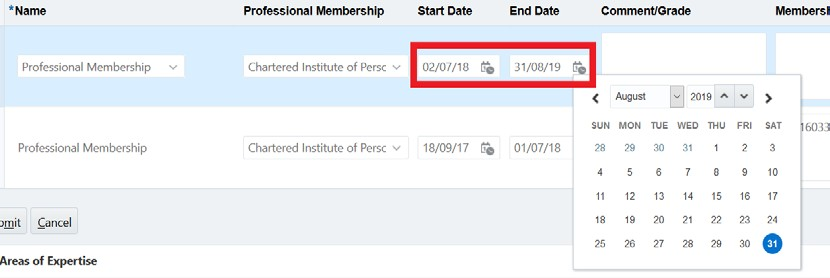 *Name Professional Membership Start Date End Date Comment/Grade
Professional Membership Chartered Institute of Persc 02/07/18 31/08/19
August 2019
SUN MON TUE WED THU FRI SAT
28 29 30 31 1 2 3
Professional Membership Chartered Institute of Persc 18/09/17 01/07/18
4 5 6 7 8 9 10
11 12 13 14 15 16 17
18 19 20 21 22 23 24
25 26 27 28 29 30 31
Cancel
Areas of Expertise